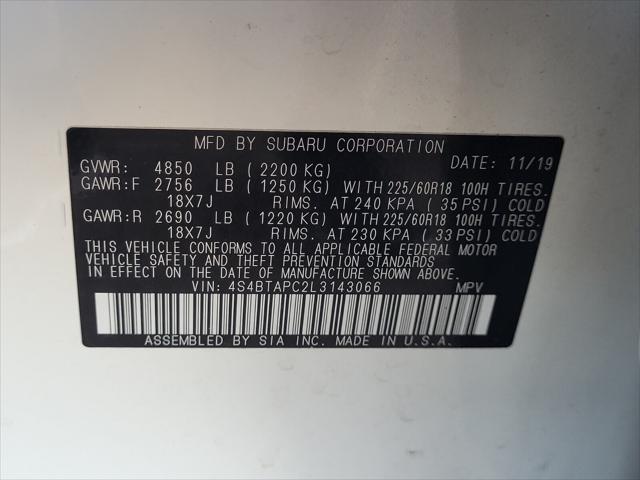 MFD BY SUBARU CORPORATION
GVWR: 4850 LB (2200 KG) DATE: 11/19
GAWR:F 2756 LB (1250 KG) WITH 225/60R18 100H TIRES.
18X7J RIMS. AT 240 KPA (35 PSI) COLD
GAWR:R 2690 LB (1220 KG) WITH 225/60R18 100H TIRES.
18X7J RIMS. AT 230 KPA (33 PSI) COLD
THIS VEHICLE CONFORMS TO ALL APPLICABLE FEDERAL MOTOR
VEHICLE SAFETY AND THEFT PREVENTION STANDARDS
IN EFFECT ON THE DATE OF MANUFACTURE SHOWN ABOVE.
VIN: 4S4BTAPC2L3143066 MPV
ASSEMBLED BY SIA INC. MADE IN U.S.A.